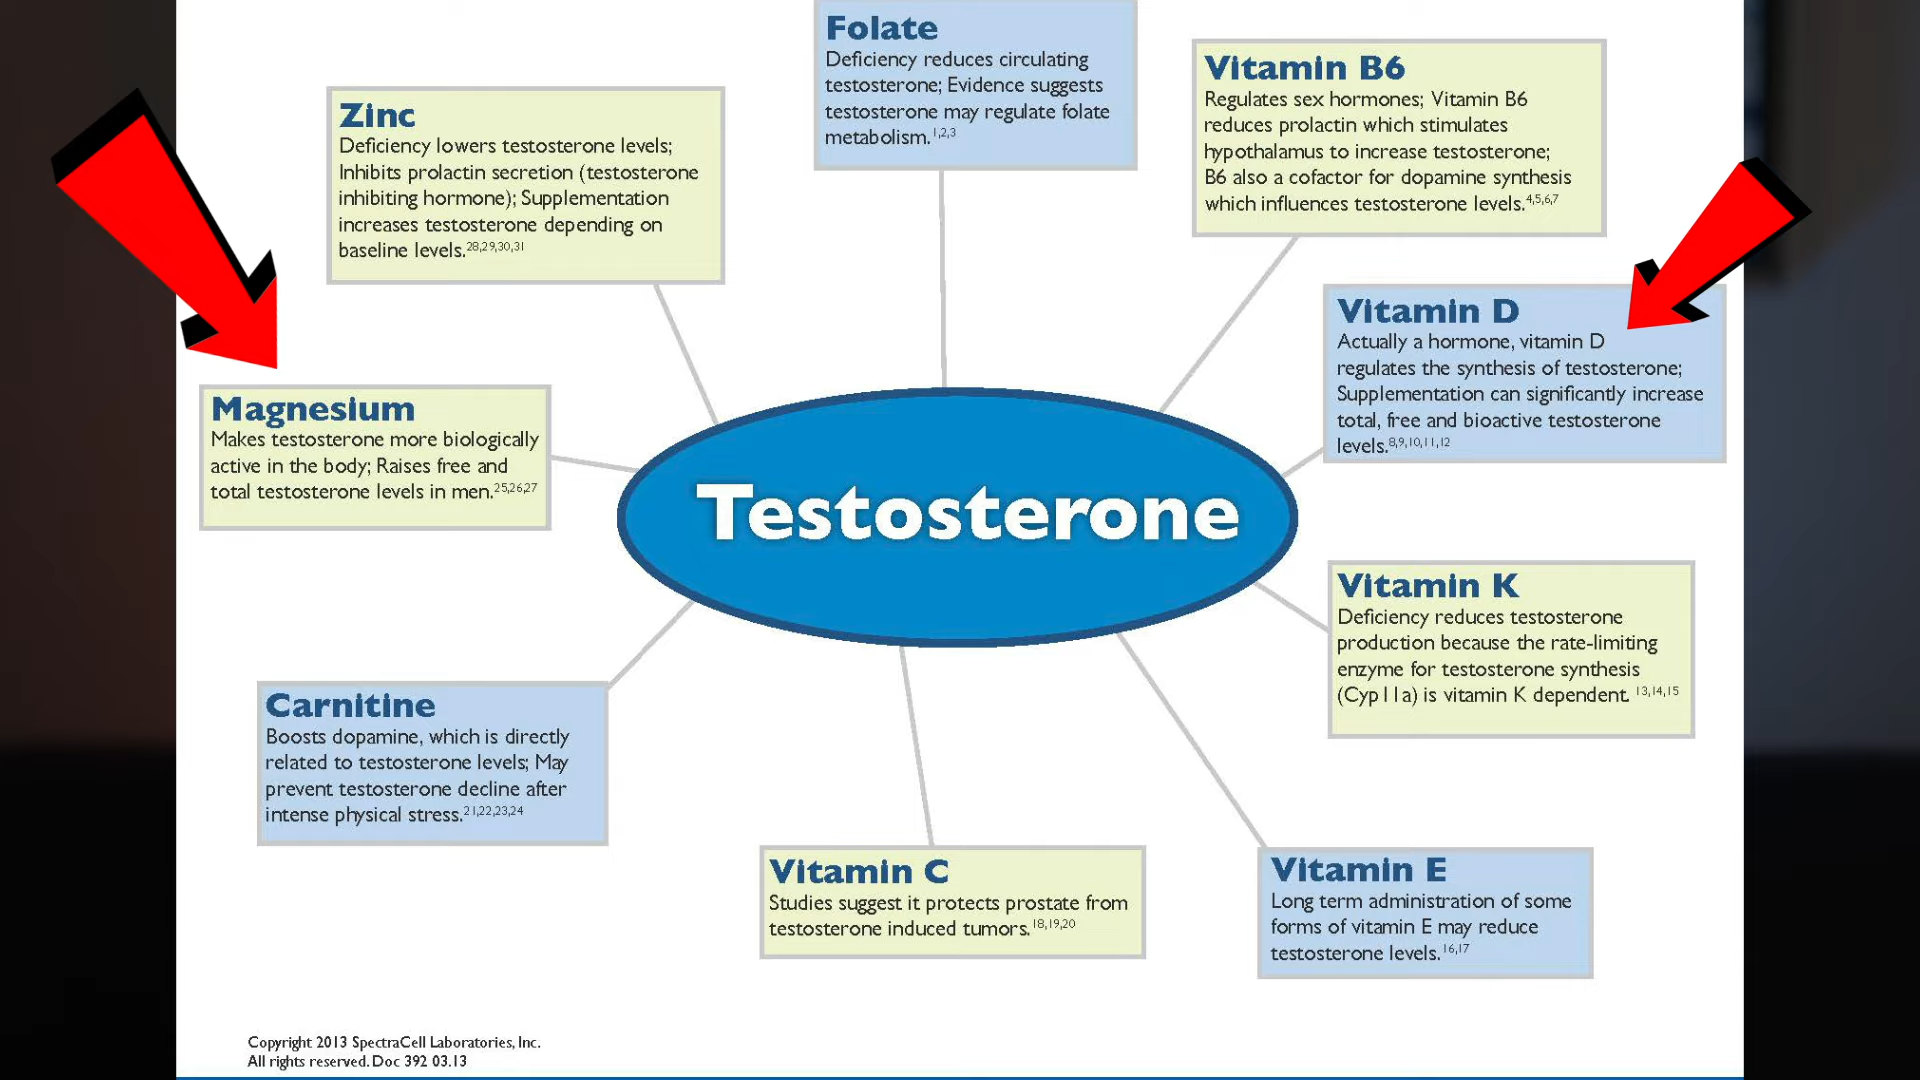 Folate
Deficiency reduces circulating
testosterone; Evidence suggests
testosterone may regulate folate
metabolism.1,2,3
Vitamin B6
Regulates sex hormones; Vitamin B6
reduces prolactin which stimulates
hypothalamus to increase testosterone;
B6 also a cofactor for dopamine synthesis
which influences testosterone levels.4,5,6,7
Zinc
Deficiency lowers testosterone levels;
Inhibits prolactin secretion (testosterone
inhibiting hormone); Supplementation
increases testosterone depending on
baseline levels.28,29,30,31
Vitamin D
Actually a hormone, vitamin D
regulates the synthesis of testosterone;
Supplementation can significantly increase
total, free and bioactive testosterone
levels.8,9,10,11,12
Magnesium
Makes testosterone more biologically
active in the body; Raises free and
total testosterone levels in men.25,26,27
Testosterone
Vitamin K
Deficiency reduces testosterone
production because the rate-limiting
enzyme for testosterone synthesis
(Cyp11a) is vitamin K dependent. 13,14,15
Carnitine
Boosts dopamine, which is directly
related to testosterone levels; May
prevent testosterone decline after
intense physical stress.21,22,23,24
Vitamin C
Studies suggest it protects prostate from
testosterone induced tumors.18,19,20
Vitamin E
Long term administration of some
forms of vitamin E may reduce
testosterone levels.16,17
Copyright 2013 SpectraCell Laboratories, Inc.
All rights reserved. Doc 392 03.13